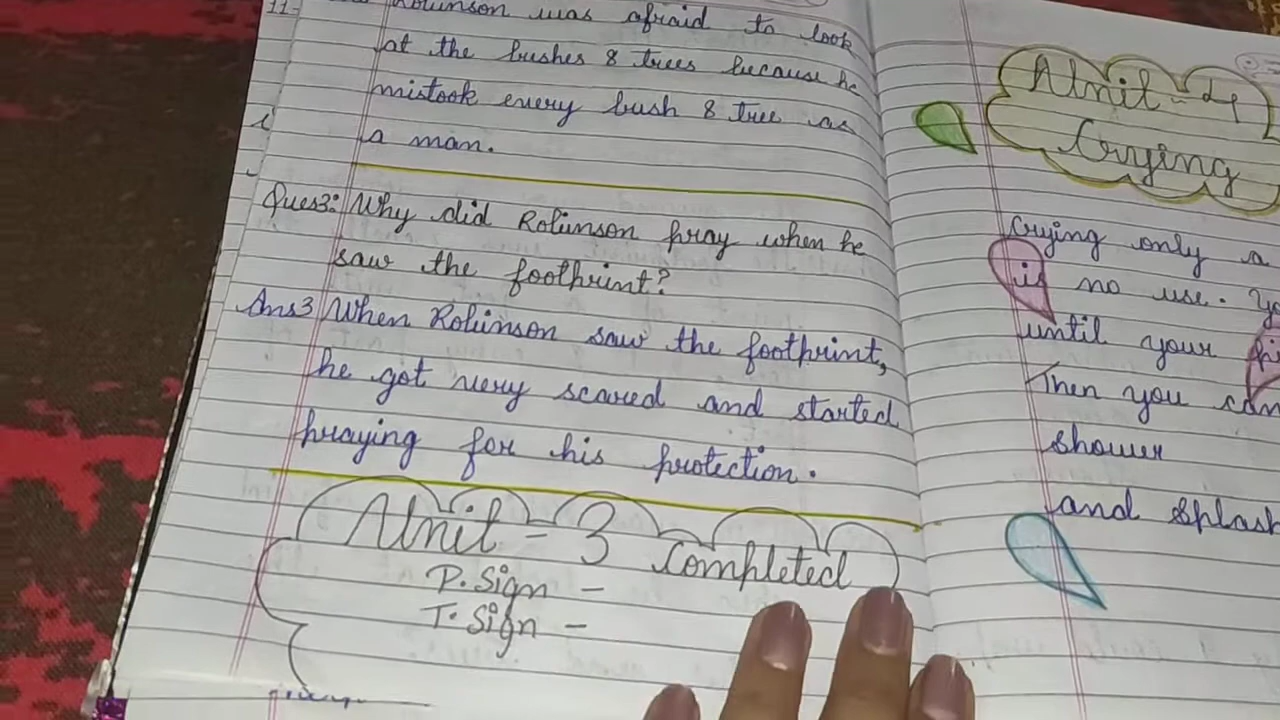 11-
Robinson was afraid to look
at the bushes & trees because he
mistook every bush & tree as
a man.
Ques3: Why did Robinson pray when he
saw the footprint?
Ans3 When Robinson saw the footprint,
he got very scared and started
praying for his protection.
Unit - 3 Completed
P. Sign -
T. Sign -
Unit - 4
Crying
Crying only a
is no use.
until your
Then you can
shower
and splash